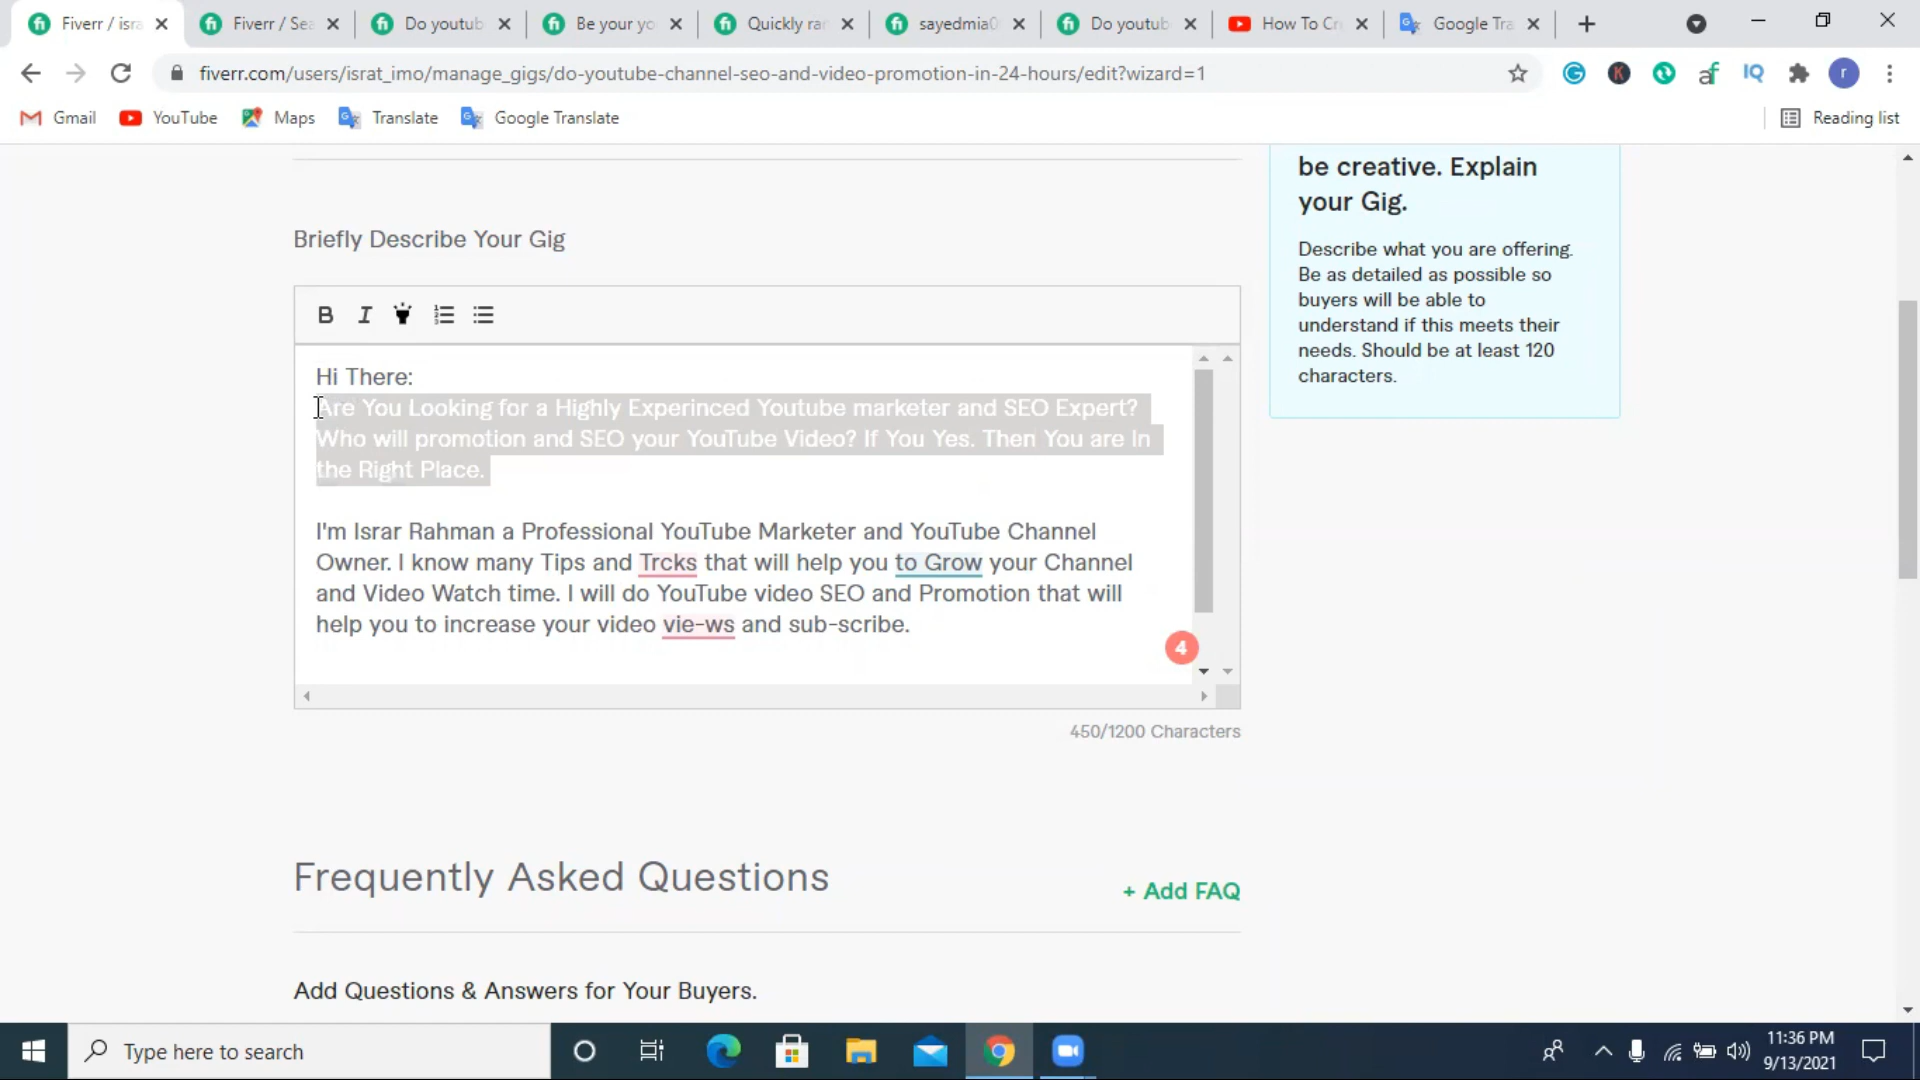 Fiverr / isra
Fiverr / Sea
Do youtub
Be your yo
Quickly ran
sayedmia0
Do youtub
How To Cr
Google Tra
fiverr.com/users/israt_imo/manage_gigs/do-youtube-channel-seo-and-video-promotion-in-24-hours/edit?wizard=1
IQ
r
Gmail
YouTube
Maps
Translate
Google Translate
Reading list
be creative. Explain
your Gig.
Describe what you are offering.
Be as detailed as possible so
buyers will be able to
understand if this meets their
needs. Should be at least 120
characters.
Briefly Describe Your Gig
B I
Hi There:
Are You Looking for a Highly Experinced Youtube marketer and SEO Expert?
Who will promotion and SEO your YouTube Video? If You Yes. Then You are In
the Right Place.
I'm Israr Rahman a Professional YouTube Marketer and YouTube Channel
Owner. I know many Tips and Trcks that will help you to Grow your Channel
and Video Watch time. I will do YouTube video SEO and Promotion that will
help you to increase your video vie-ws and sub-scribe.
4
450/1200 Characters
Frequently Asked Questions
+ Add FAQ
Add Questions & Answers for Your Buyers.
Type here to search
11:36 PM
9/13/2021